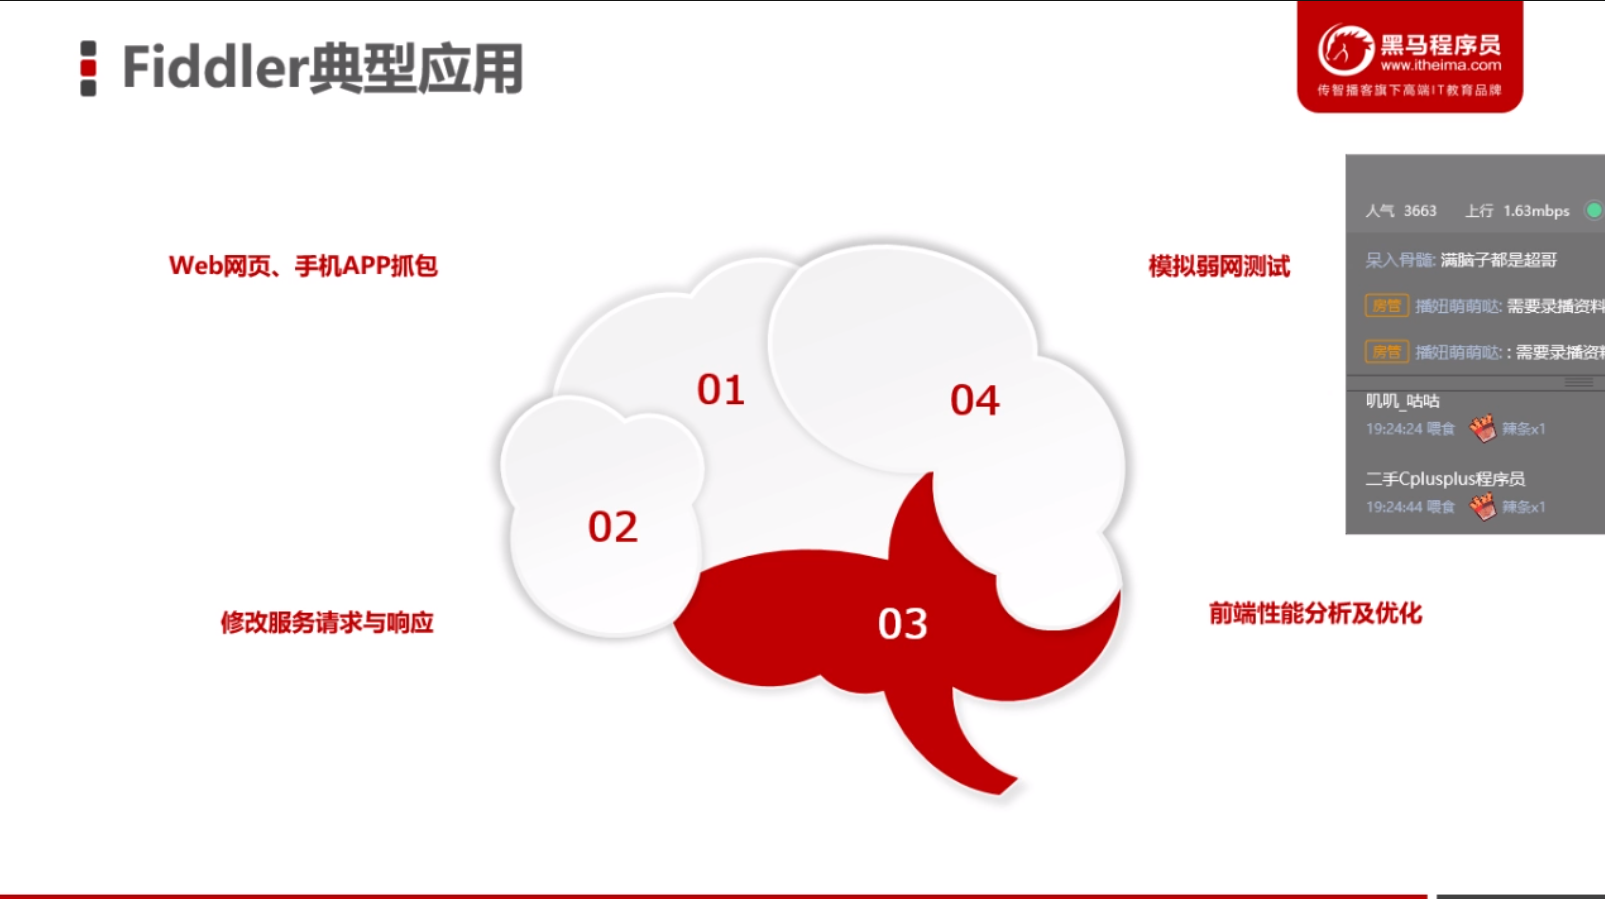 Fiddler典型应用
黑马程序员
www.itheima.com
传智播客旗下高端IT教育品牌
Web网页、手机APP抓包
模拟弱网测试
01
04
02
03
修改服务请求与响应
前端性能分析及优化
人气 3663 上行 1.63mbps
呆入骨髓: 满脑子都是超哥
房管 播妞萌萌哒: 需要录播资料
房管 播妞萌萌哒: : 需要录播资料
叽叽_咕咕
19:24:24 喂食 辣条x1
二手Cplusplus程序员
19:24:44 喂食 辣条x1